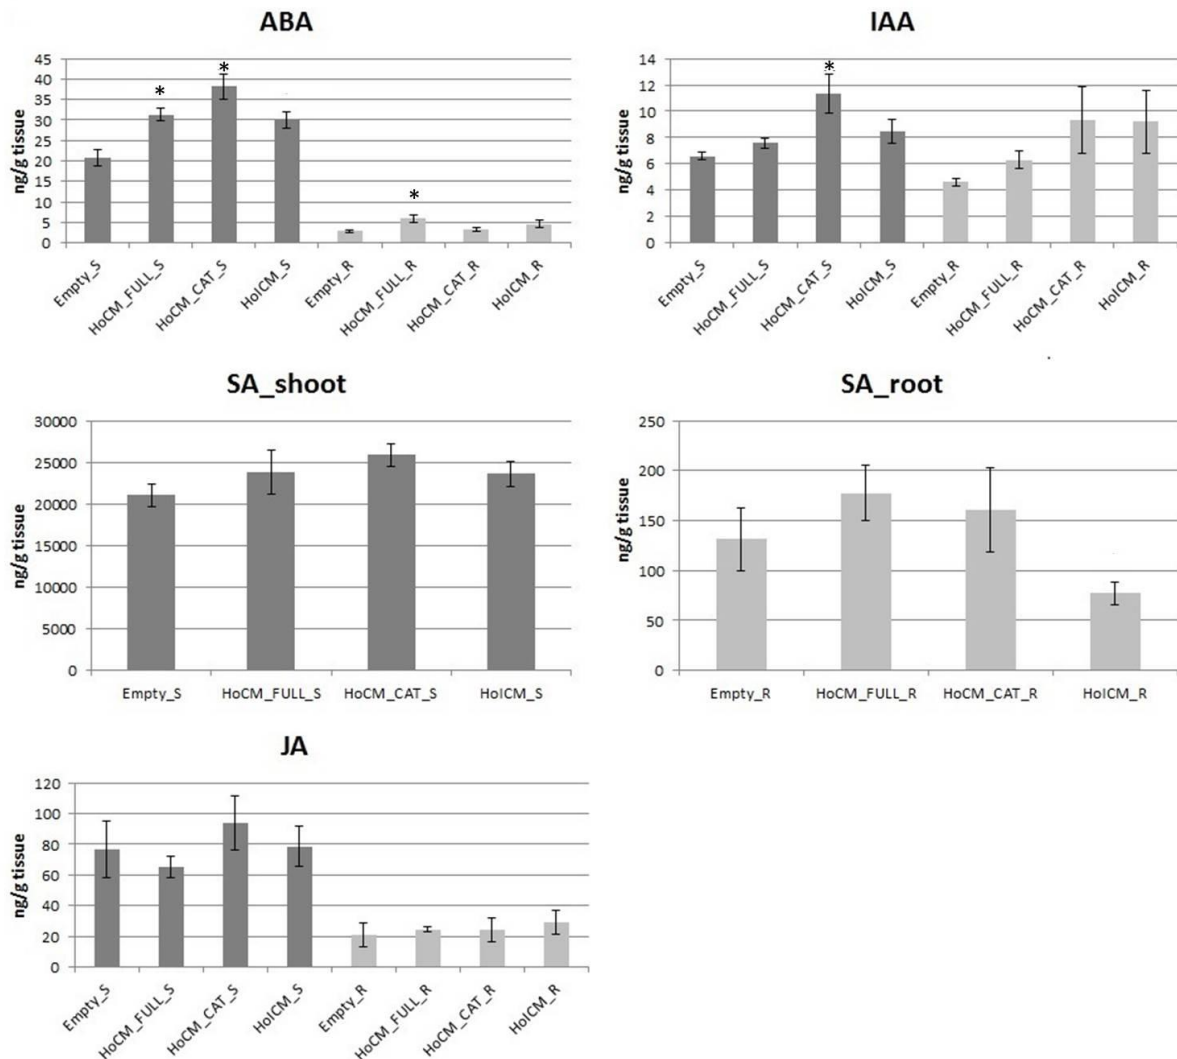 ABA
45
40
35
30
25
20
15
10
5
0
ng/g tissue
*
*
*
Empty_S
HoCM_FULL_S
HoCM_CAT_S
HoICM_S
Empty_R
HoCM_FULL_R
HoCM_CAT_R
HoICM_R
IAA
14
12
10
8
6
4
2
0
ng/g tissue
*
Empty_S
HoCM_FULL_S
HoCM_CAT_S
HoICM_S
Empty_R
HoCM_FULL_R
HoCM_CAT_R
HoICM_R
SA_shoot
30000
25000
20000
15000
10000
5000
0
ng/g tissue
Empty_S
HoCM_FULL_S
HoCM_CAT_S
HoICM_S
SA_root
250
200
150
100
50
0
ng/g tissue
Empty_R
HoCM_FULL_R
HoCM_CAT_R
HoICM_R
JA
120
100
80
60
40
20
0
ng/g tissue
Empty_S
HoCM_FULL_S
HoCM_CAT_S
HoICM_S
Empty_R
HoCM_FULL_R
HoCM_CAT_R
HoICM_R